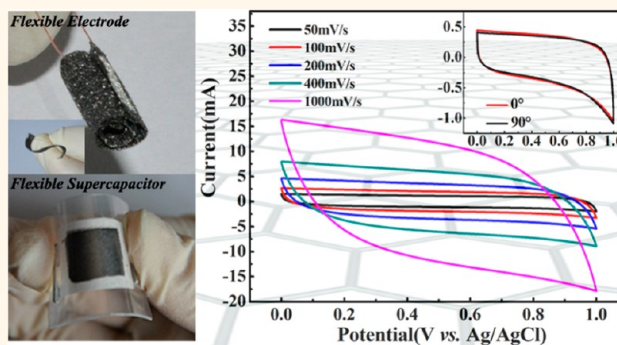 Flexible Electrode
Flexible Supercapacitor
Current(mA)
35
30
25
20
15
10
5
0
-5
-10
-15
-20
50mV/s
100mV/s
200mV/s
400mV/s
1000mV/s
0.5
0.0
-0.5
-1.0
0°
90°
0.0 0.2 0.4 0.6 0.8 1.0
0.0 0.2 0.4 0.6 0.8 1.0
Potential(V vs. Ag/AgCl)